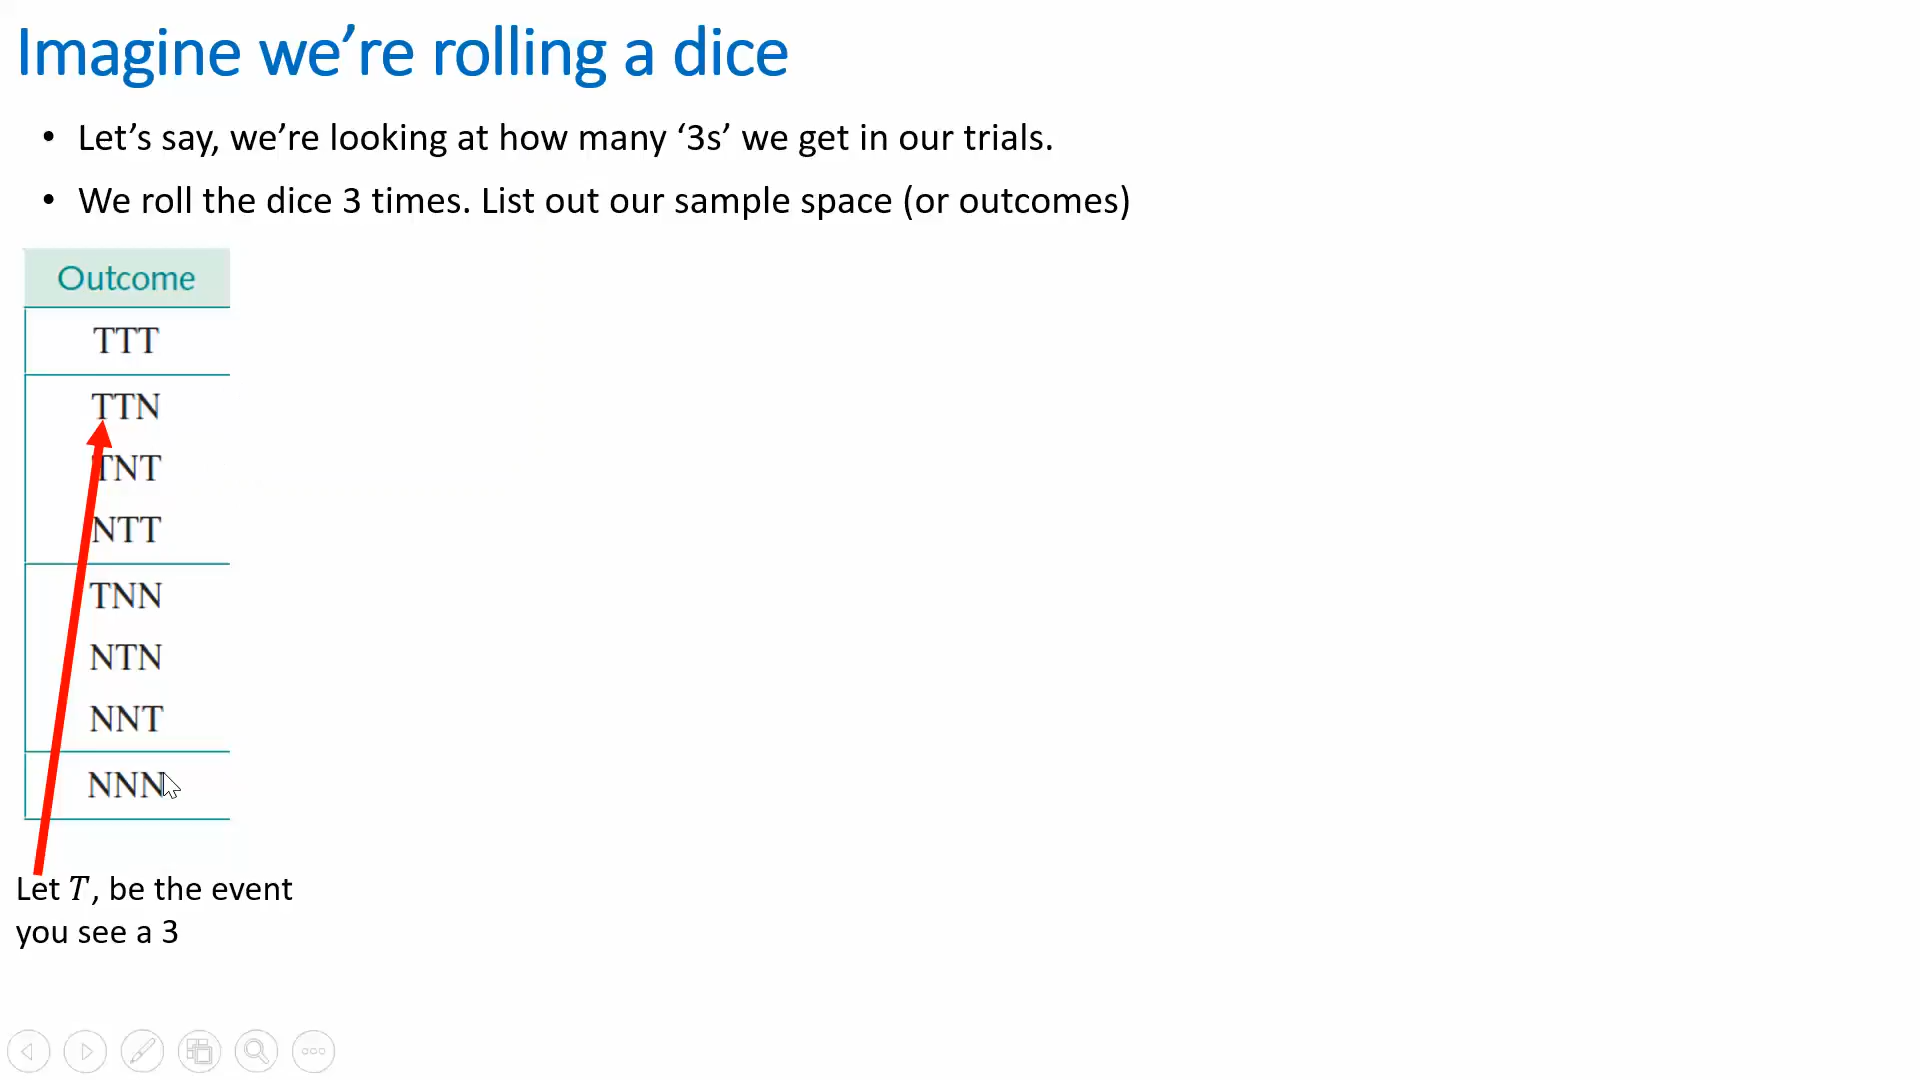 Imagine we’re rolling a dice
• Let’s say, we’re looking at how many ‘3s’ we get in our trials.
• We roll the dice 3 times. List out our sample space (or outcomes)
Outcome
TTT
TTN
TNT
NTT
TNN
NTN
NNT
NNN
Let T, be the event
you see a 3